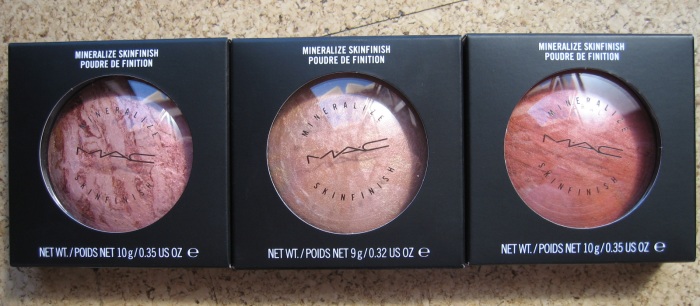 MINERALIZE SKINFINISH
POUDRE DE FINITION
MINERALIZE
MAC
SKINFINISH
NET WT. / POIDS NET 10 g / 0.35 US OZ ℮
MINERALIZE SKINFINISH
POUDRE DE FINITION
MINERALIZE
MAC
SKINFINISH
NET WT. / POIDS NET 9 g / 0.32 US OZ ℮
MINERALIZE SKINFINISH
POUDRE DE FINITION
MINERALIZE
MAC
SKINFINISH
NET WT. / POIDS NET 10 g / 0.35 US OZ ℮